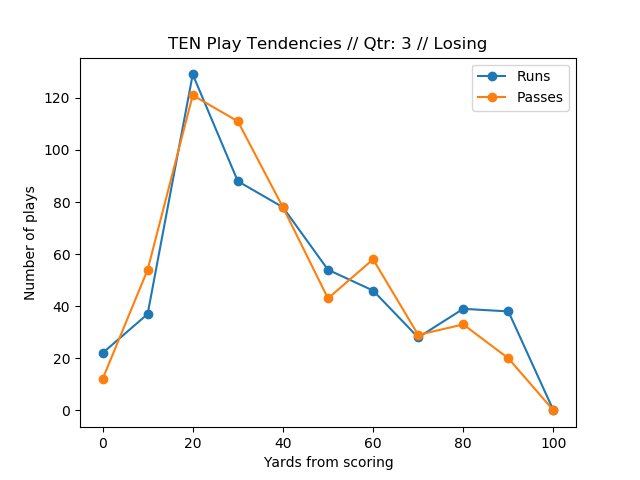 TEN Play Tendencies // Qtr: 3 // Losing
Runs
Passes
Number of plays
120
100
80
60
40
20
0
0 20 40 60 80 100
Yards from scoring